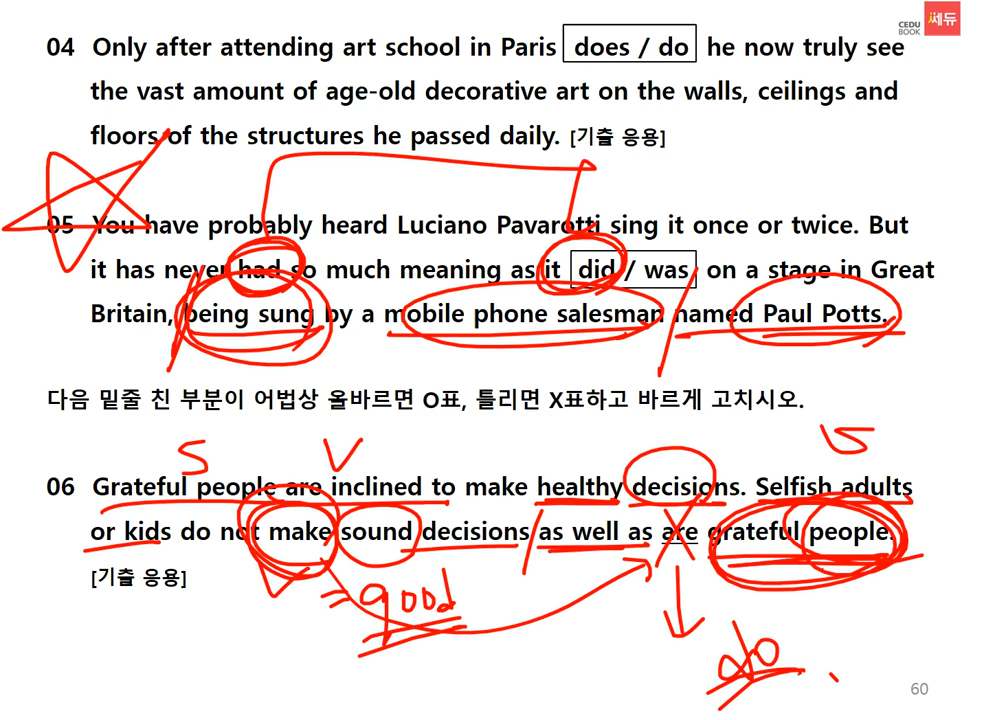 CEDU
BOOK
쎄듀
04 Only after attending art school in Paris does / do he now truly see
the vast amount of age-old decorative art on the walls, ceilings and
floors of the structures he passed daily. [기출 응용]
05 You have probably heard Luciano Pavarotti sing it once or twice. But
it has never had so much meaning as it did / was on a stage in Great
Britain, being sung by a mobile phone salesman named Paul Potts.
다음 밑줄 친 부분이 어법상 올바르면 O표, 틀리면 X표하고 바르게 고치시오.
S V S
06 Grateful people are inclined to make healthy decisions. Selfish adults
or kids do not make sound decisions as well as are grateful people.
[기출 응용]
= good
do
60